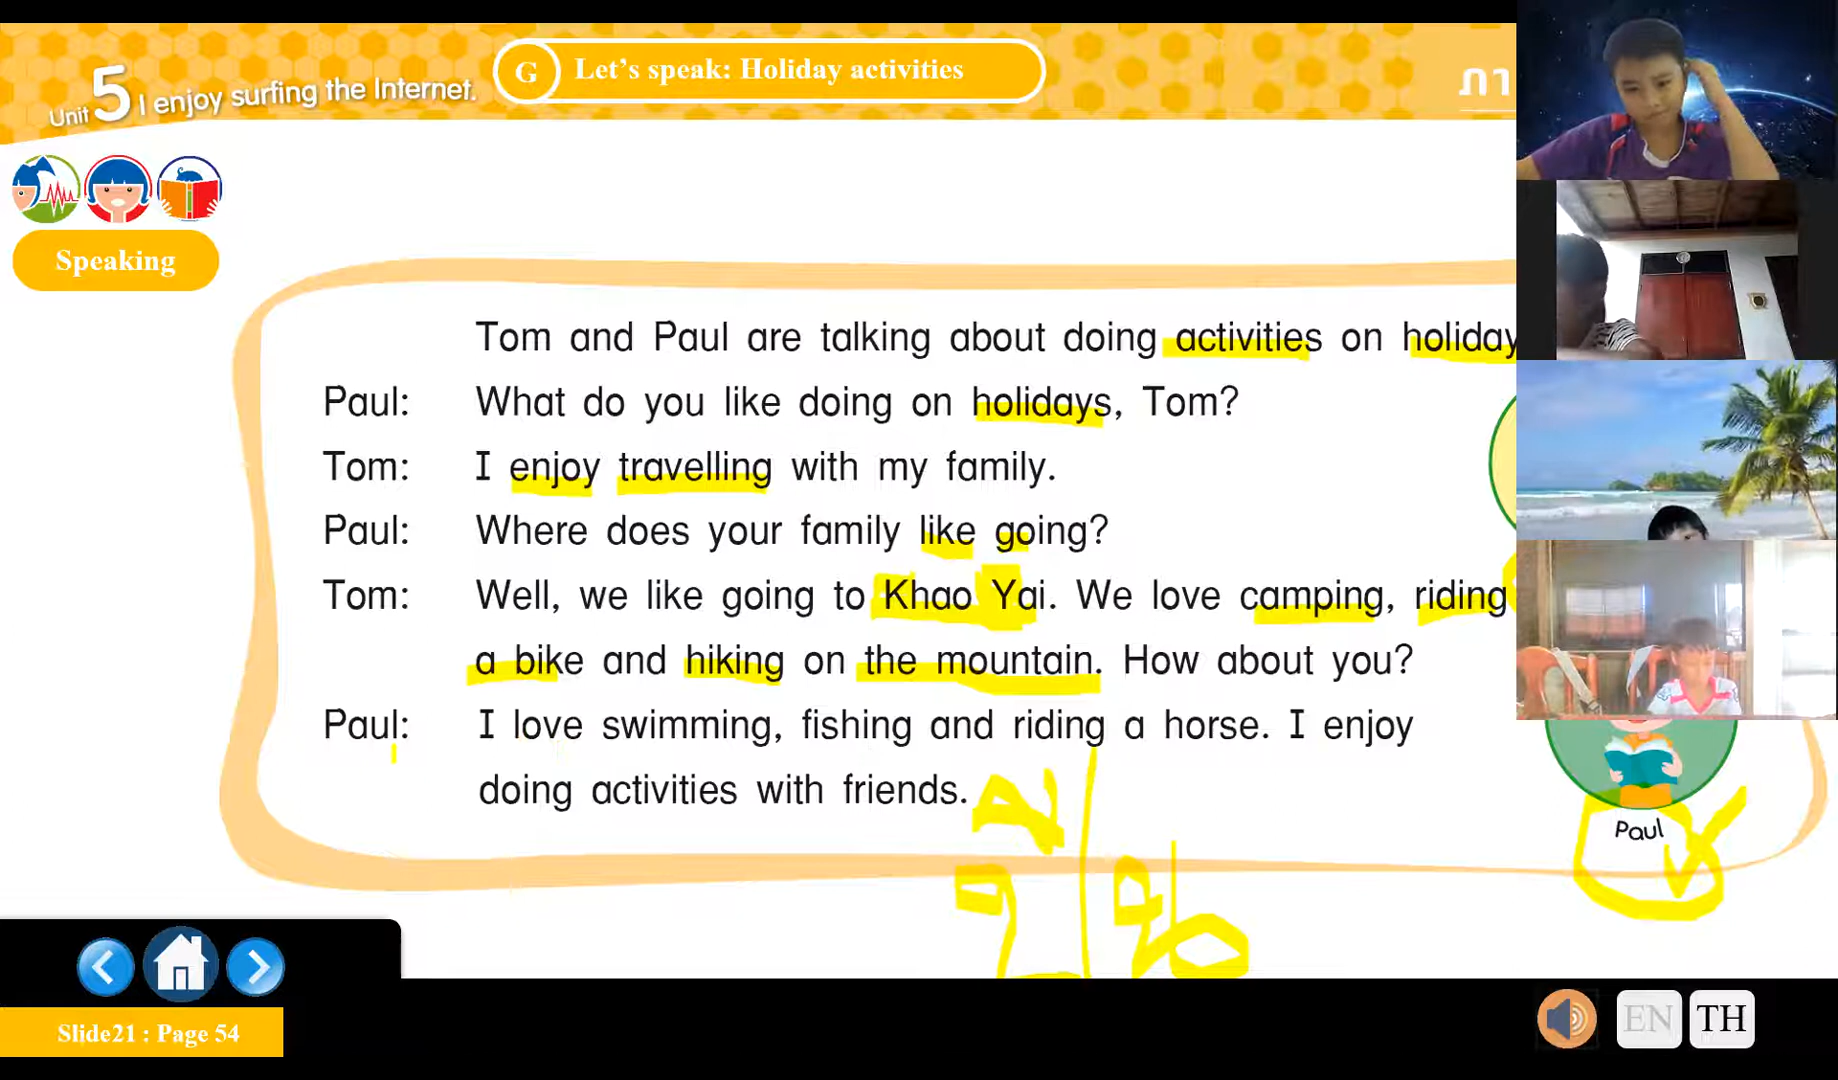 Unit 5 I enjoy surfing the Internet.
G Let's speak: Holiday activities
ภา
Speaking
Tom and Paul are talking about doing activities on holiday
Paul: What do you like doing on holidays, Tom?
Tom: I enjoy travelling with my family.
Paul: Where does your family like going?
Tom: Well, we like going to Khao Yai. We love camping, riding
a bike and hiking on the mountain. How about you?
Paul: I love swimming, fishing and riding a horse. I enjoy
doing activities with friends.
Paul
Slide21 : Page 54
EN TH